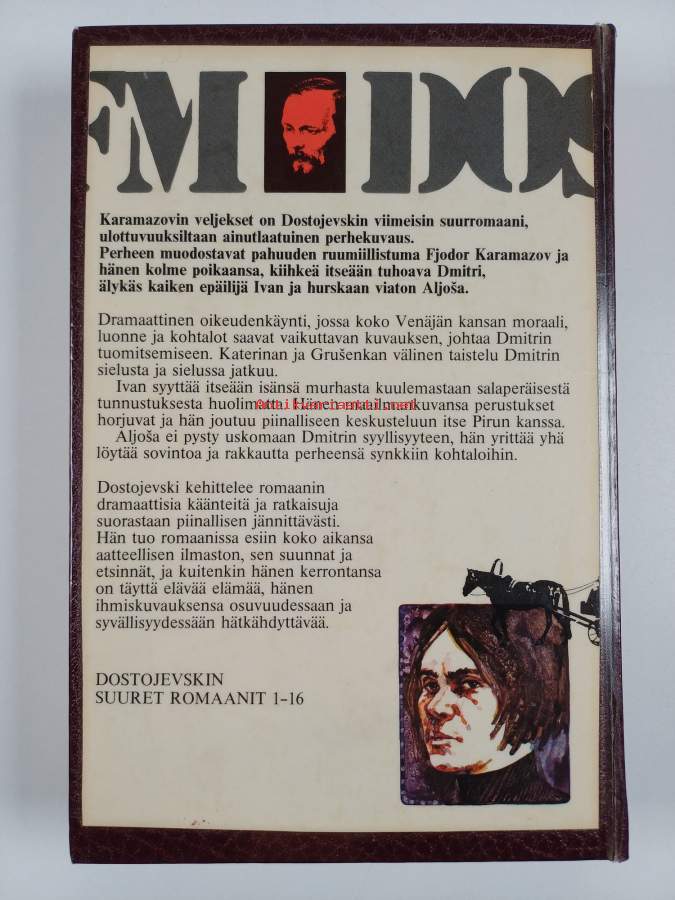 FM DOS
Karamazovin veljekset on Dostojevskin viimeisin suurromaani,
ulottuvuuksiltaan ainutlaatuinen perhekuvaus.
Perheen muodostavat pahuuden ruumiillistuma Fjodor Karamazov ja
hänen kolme poikaansa, kiihkeä itseään tuhoava Dmitri,
älykäs kaiken epäilijä Ivan ja hurskaan viaton Aljoša.
Dramaattinen oikeudenkäynti, jossa koko Venäjän kansan moraali,
luonne ja kohtalot saavat vaikuttavan kuvauksen, johtaa Dmitrin
tuomitsemiseen. Katerinan ja Grušenkan välinen taistelu Dmitrin
sielusta ja sielussa jatkuu.
Ivan syyttää itseään isänsä murhasta kuulemastaan salaperäisestä
tunnustuksesta huolimatta. Hänen maailmankuvansa perustukset
horjuvat ja hän joutuu piinalliseen keskusteluun itse Pirun kanssa.
Aljoša ei pysty uskomaan Dmitrin syyllisyyteen, hän yrittää yhä
löytää sovintoa ja rakkautta perheensä synkkiin kohtaloihin.
Dostojevski kehittelee romaanin
dramaattisia käänteitä ja ratkaisuja
suorastaan piinallisen jännittävästi.
Hän tuo romaanissa esiin koko aikansa
aatteellisen ilmaston, sen suunnat ja
etsinnät, ja kuitenkin hänen kerrontansa
on täyttä elävää elämää, hänen
ihmiskuvauksensa osuvuudessaan ja
syvällisyydessään hätkähdyttävää.
DOSTOJEVSKIN
SUURET ROMAANIT 1-16